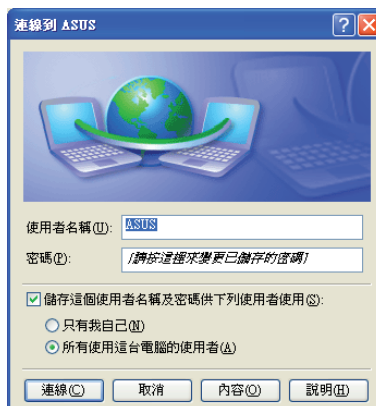 連線到 ASUS
使用者名稱(U): ASUS
密碼(P): [請按這裡來變更已儲存的密碼]
儲存這個使用者名稱及密碼供下列使用者使用(S):
只有我自己(N)
所有使用這台電腦的使用者(A)
連線(C) 取消 內容(O) 說明(H)